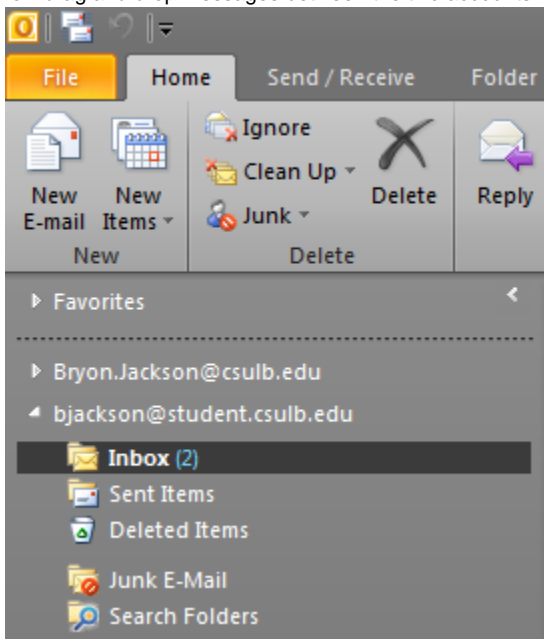 File Home Send / Receive Folder
Ignore
Clean Up
Junk
New E-mail
New Items
Delete
Reply
New Delete
Favorites
Bryon.Jackson@csulb.edu
bjackson@student.csulb.edu
Inbox (2)
Sent Items
Deleted Items
Junk E-Mail
Search Folders